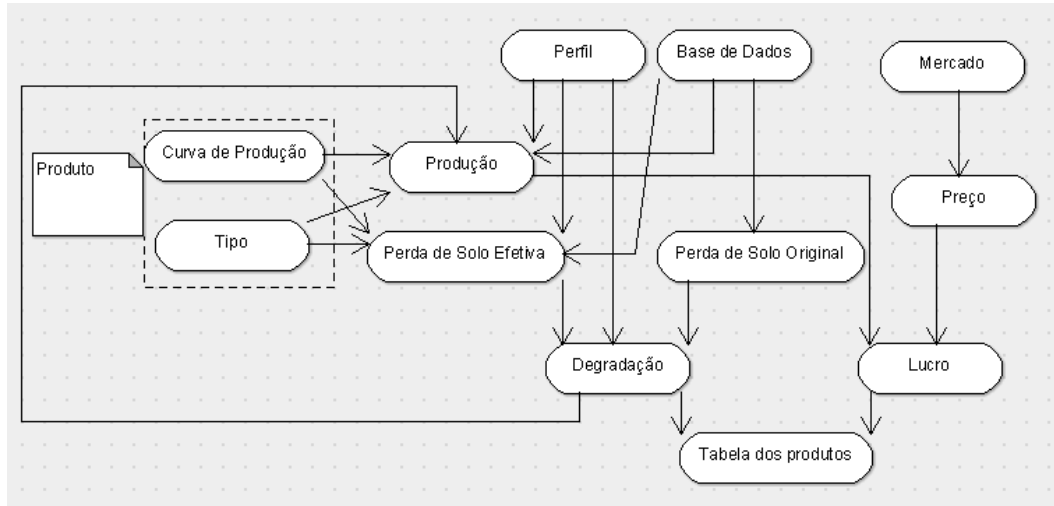 Perfil
Base de Dados
Mercado
Produto
Curva de Produção
Produção
Preço
Tipo
Perda de Solo Efetiva
Perda de Solo Original
Degradação
Lucro
Tabela dos produtos